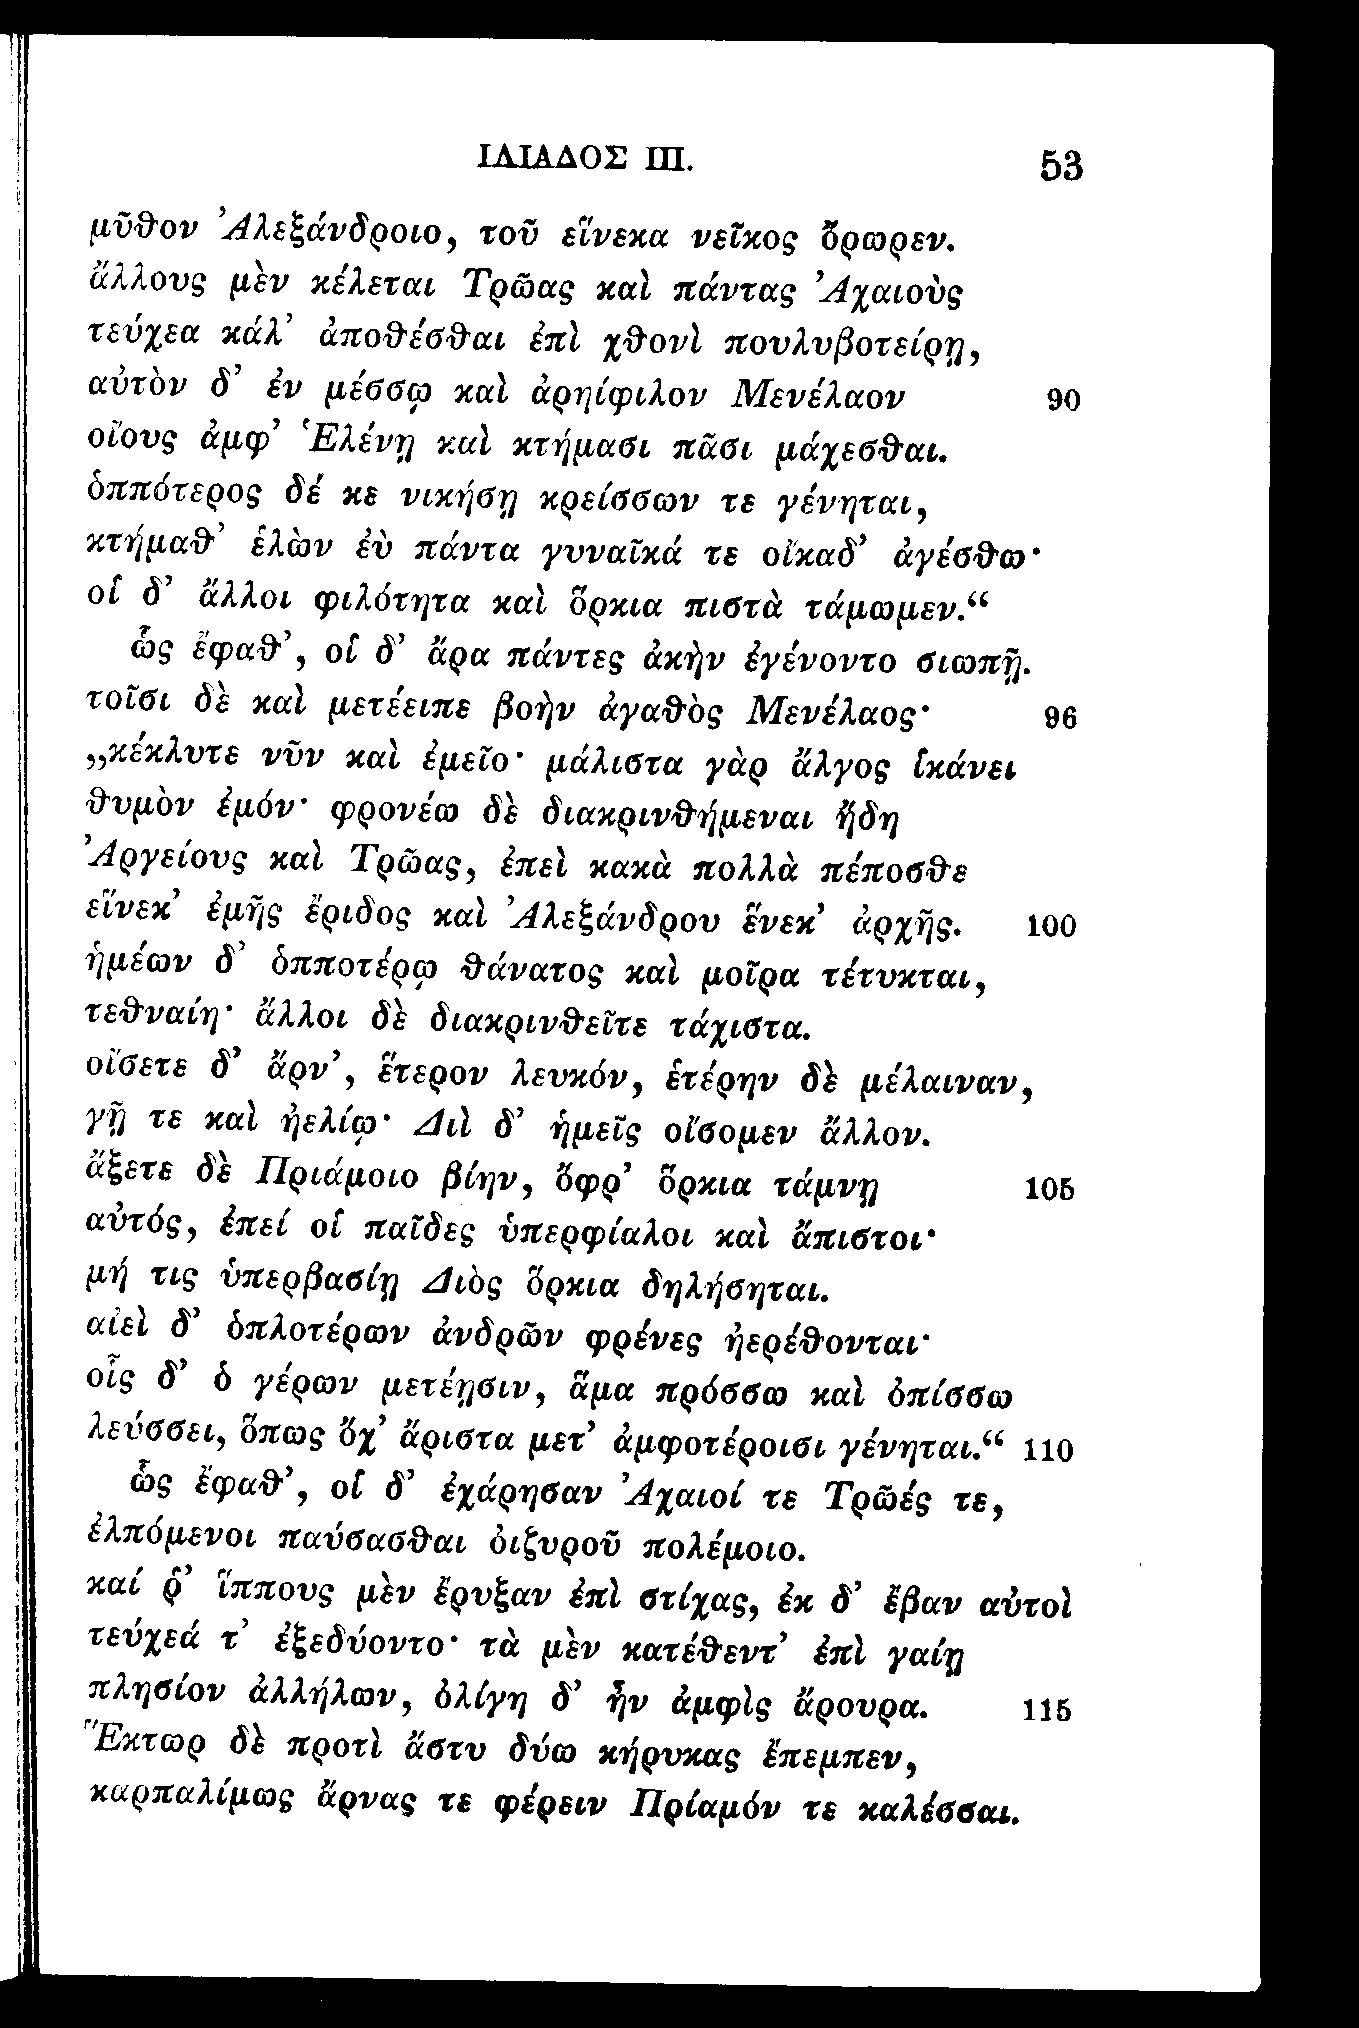 ΙΛΙΑΔΟΣ III. 53
μῦθον Ἀλεξάνδροιο, τοῦ εἵνεκα νεῖκος ὄρωρεν.
ἄλλους μὲν κέλεται Τρῶας καὶ πάντας Ἀχαιοὺς
τεύχεα κάλ’ ἀποθέσθαι ἐπὶ χθονὶ πουλυβοτείρῃ,
αὐτὸν δ’ ἐν μέσσῳ καὶ ἀρηίφιλον Μενέλαον 90
οἴους ἀμφ’ Ἑλένῃ καὶ κτήμασι πᾶσι μάχεσθαι.
ὁππότερος δέ κε νικήσῃ κρείσσων τε γένηται,
κτήμαθ’ ἑλὼν ἐὺ πάντα γυναῖκά τε οἴκαδ’ ἀγέσθω·
οἳ δ’ ἄλλοι φιλότητα καὶ ὅρκια πιστὰ τάμωμεν.“
ὣς ἔφαθ’, οἳ δ’ ἄρα πάντες ἀκὴν ἐγένοντο σιωπῇ.
τοῖσι δὲ καὶ μετέειπε βοὴν ἀγαθὸς Μενέλαος· 96
„κέκλυτε νῦν καὶ ἐμεῖο· μάλιστα γὰρ ἄλγος ἱκάνει
θυμὸν ἐμόν· φρονέω δὲ διακρινθήμεναι ἤδη
Ἀργείους καὶ Τρῶας, ἐπεὶ κακὰ πολλὰ πέποσθε
εἵνεκ’ ἐμῆς ἔριδος καὶ Ἀλεξάνδρου ἕνεκ’ ἀρχῆς. 100
ἡμέων δ’ ὁπποτέρῳ θάνατος καὶ μοῖρα τέτυκται,
τεθναίη· ἄλλοι δὲ διακρινθεῖτε τάχιστα.
οἴσετε δ’ ἄρν’, ἕτερον λευκόν, ἑτέρην δὲ μέλαιναν,
γῇ τε καὶ ἠελίῳ· Διὶ δ’ ἡμεῖς οἴσομεν ἄλλον.
ἄξετε δὲ Πριάμοιο βίην, ὄφρ’ ὅρκια τάμνῃ 105
αὐτός, ἐπεί οἱ παῖδες ὑπερφίαλοι καὶ ἄπιστοι·
μή τις ὑπερβασίῃ Διὸς ὅρκια δηλήσηται.
αἰεὶ δ’ ὁπλοτέρων ἀνδρῶν φρένες ἠερέθονται·
οἷς δ’ ὁ γέρων μετέῃσιν, ἅμα πρόσσω καὶ ὀπίσσω
λεύσσει, ὅπως ὄχ’ ἄριστα μετ’ ἀμφοτέροισι γένηται.“ 110
ὣς ἔφαθ’, οἳ δ’ ἐχάρησαν Ἀχαιοί τε Τρῶές τε,
ἐλπόμενοι παύσασθαι ὀιζυροῦ πολέμοιο.
καί ῥ’ ἵππους μὲν ἔρυξαν ἐπὶ στίχας, ἐκ δ’ ἔβαν αὐτοὶ
τεύχεά τ’ ἐξεδύοντο· τὰ μὲν κατέθεντ’ ἐπὶ γαίῃ
πλησίον ἀλλήλων, ὀλίγη δ’ ἦν ἀμφὶς ἄρουρα. 115
Ἕκτωρ δὲ προτὶ ἄστυ δύω κήρυκας ἔπεμπεν,
καρπαλίμως ἄρνας τε φέρειν Πρίαμόν τε καλέσσαι.